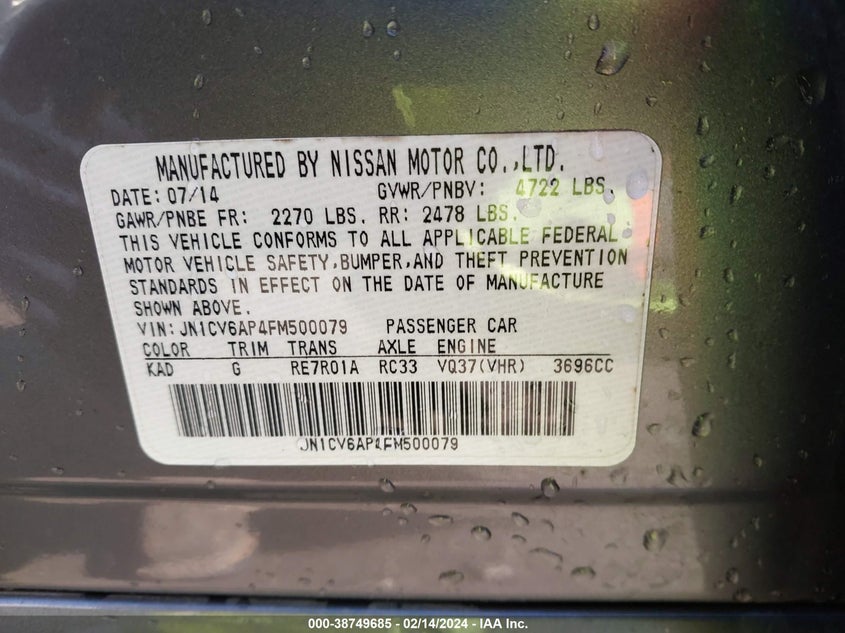 MANUFACTURED BY NISSAN MOTOR CO.,LTD.
DATE: 07/14 GVWR/PNBV: 4722 LBS.
GAWR/PNBE FR: 2270 LBS. RR: 2478 LBS.
THIS VEHICLE CONFORMS TO ALL APPLICABLE FEDERAL
MOTOR VEHICLE SAFETY,BUMPER,AND THEFT PREVENTION
STANDARDS IN EFFECT ON THE DATE OF MANUFACTURE
SHOWN ABOVE.
VIN: JN1CV6AP4FM500079 PASSENGER CAR
COLOR TRIM TRANS AXLE ENGINE
KAD G RE7R01A RC33 VQ37(VHR) 3696CC
JN1CV6AP4FM500079
000-38749685 - 02/14/2024 - IAA Inc.